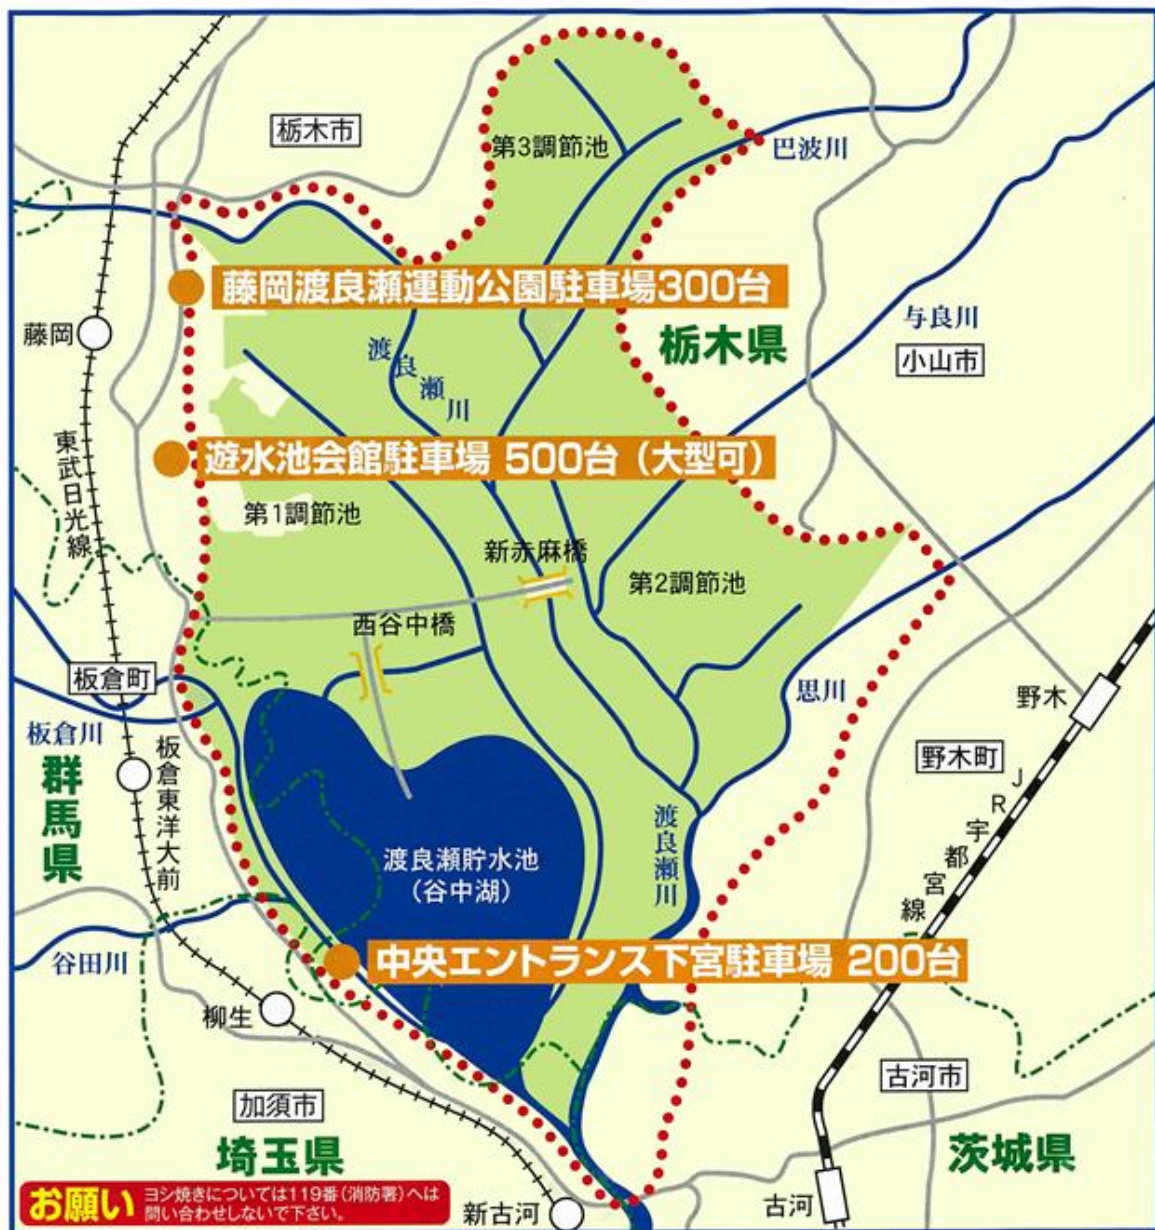 栃木市
第3調節池
巴波川
藤岡渡良瀬運動公園駐車場300台
藤岡
渡良瀬川
栃木県
与良川
小山市
東武日光線
遊水池会館駐車場 500台（大型可）
第1調節池
新赤麻橋
第2調節池
西谷中橋
板倉町
思川
野木
板倉川
群馬県
板倉東洋大前
野木町
JR宇都宮線
渡良瀬川
渡良瀬貯水池
（谷中湖）
谷田川
中央エントランス下宮駐車場 200台
柳生
加須市
埼玉県
古河市
茨城県
お願い
ヨシ焼きについては119番（消防署）へは
問い合わせしないで下さい。
新古河
古河